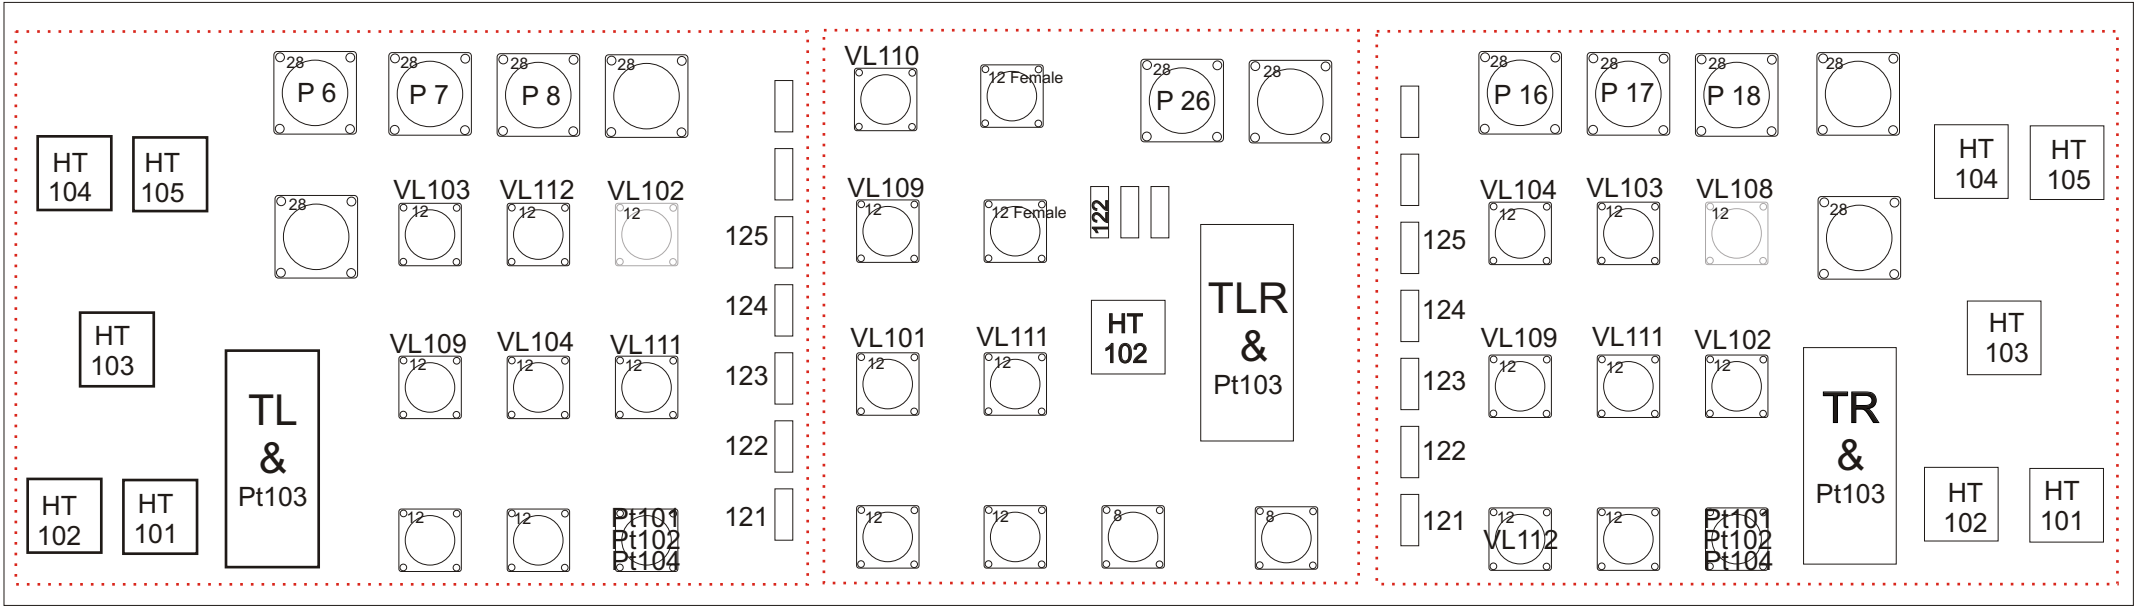 28
P 6
28
P 7
28
P 8
28
HT
104
HT
105
28
VL103
12
VL112
12
VL102
12
125
124
HT
103
VL109
12
VL104
12
VL111
12
123
TL
&
Pt103
122
HT
102
HT
101
12
12
Pt101
Pt102
Pt104
121
VL110
12 Female
28
P 26
28
VL109
12
12 Female
122
TLR
&
Pt103
HT
102
VL101
12
VL111
12
12
12
8
8
28
P 16
28
P 17
28
P 18
28
HT
104
HT
105
VL104
12
VL103
12
VL108
12
28
125
124
HT
103
VL109
12
VL111
12
VL102
12
123
TR
&
Pt103
122
121
12
VL112
12
Pt101
Pt102
Pt104
HT
102
HT
101